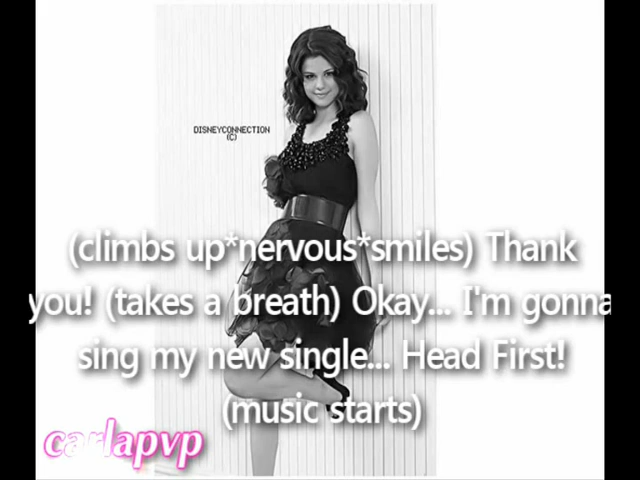 DISNEYCONNECTION
(C)
(climbs up*nervous*smiles) Thank
you! (takes a breath) Okay... I'm gonna
sing my new single... Head First!
(music starts)
carlapvp